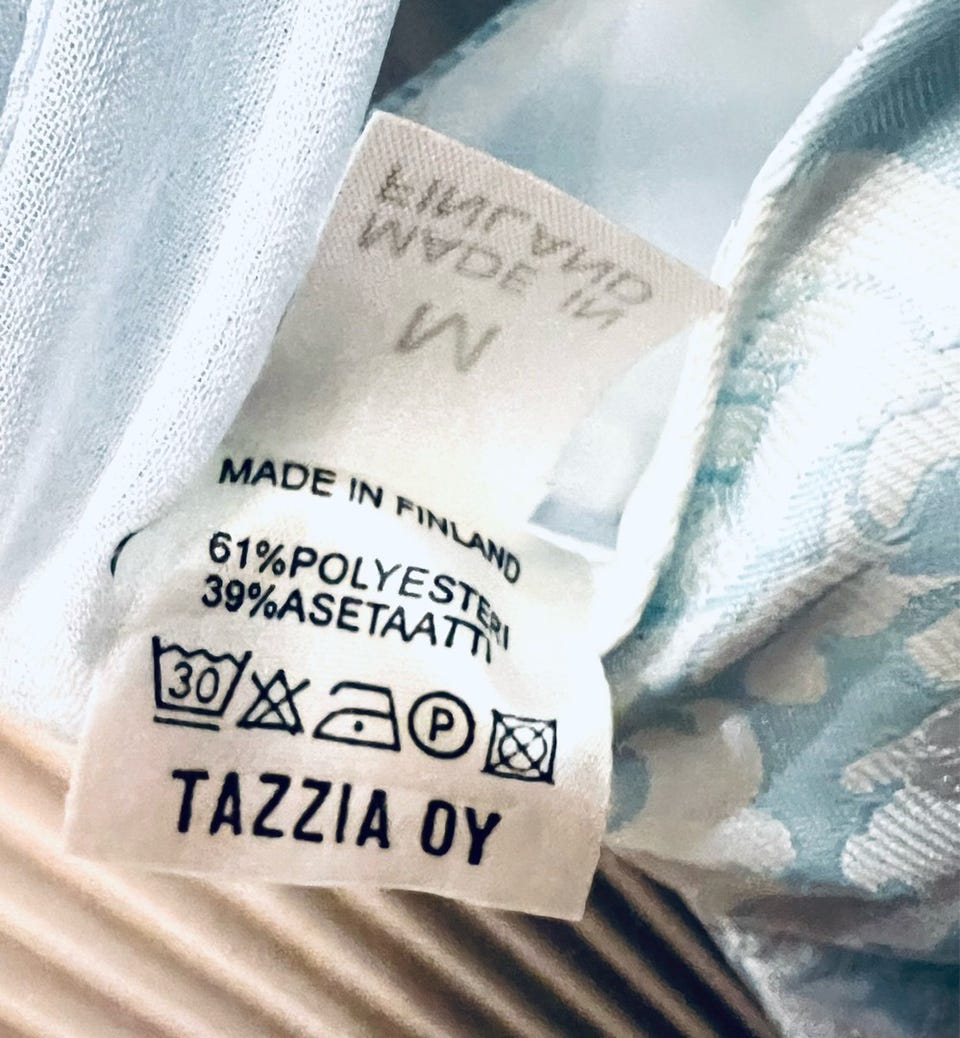 FINLAND
MADE IN
M
MADE IN FINLAND
61%POLYESTERI
39%ASETAATTI
30 P
TAZZIA OY